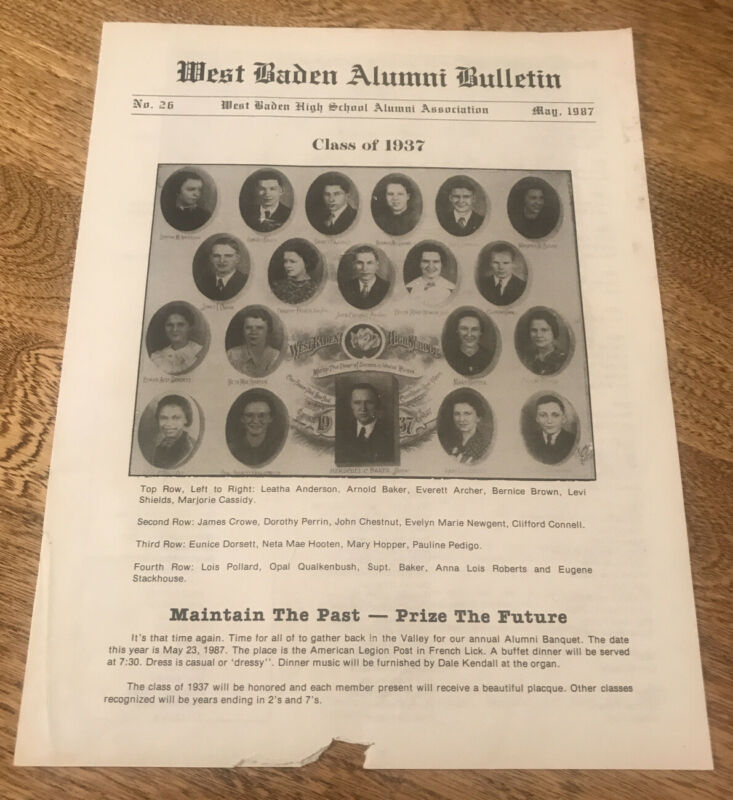 West Baden Alumni Bulletin
No. 26 West Baden High School Alumni Association May, 1987
Class of 1937
WEST BADEN HIGH SCHOOL
19 37
HERSCHEL C. BAKER
Top Row, Left to Right: Leatha Anderson, Arnold Baker, Everett Archer, Bernice Brown, Levi
Shields, Marjorie Cassidy.
Second Row: James Crowe, Dorothy Perrin, John Chestnut, Evelyn Marie Newgent, Clifford Connell.
Third Row: Eunice Dorsett, Neta Mae Hooten, Mary Hopper, Pauline Pedigo.
Fourth Row: Lois Pollard, Opal Qualkenbush, Supt. Baker, Anna Lois Roberts and Eugene
Stackhouse.
Maintain The Past — Prize The Future
It's that time again. Time for all of to gather back in the Valley for our annual Alumni Banquet. The date
this year is May 23, 1987. The place is the American Legion Post in French Lick. A buffet dinner will be served
at 7:30. Dress is casual or 'dressy''. Dinner music will be furnished by Dale Kendall at the organ.
The class of 1937 will be honored and each member present will receive a beautiful placque. Other classes
recognized will be years ending in 2's and 7's.